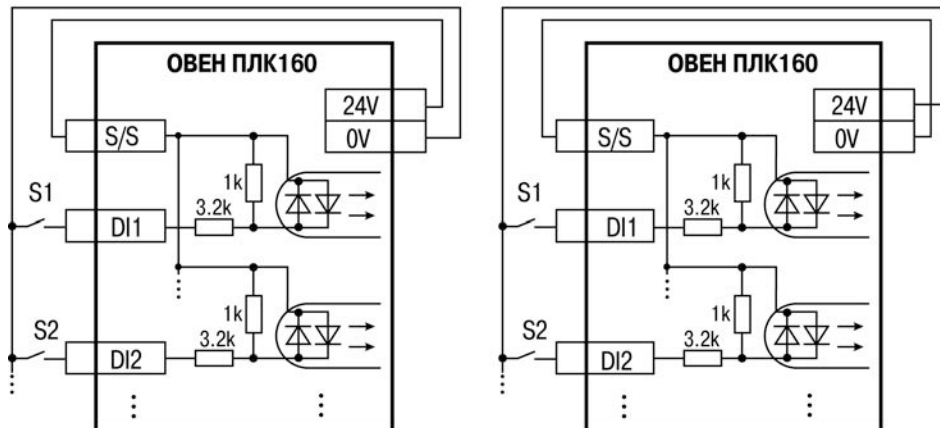 ОВЕН ПЛК160
24V
0V
S/S
1k
S1
3.2k
DI1
1k
S2
3.2k
DI2
ОВЕН ПЛК160
24V
0V
S/S
1k
S1
3.2k
DI1
1k
S2
3.2k
DI2